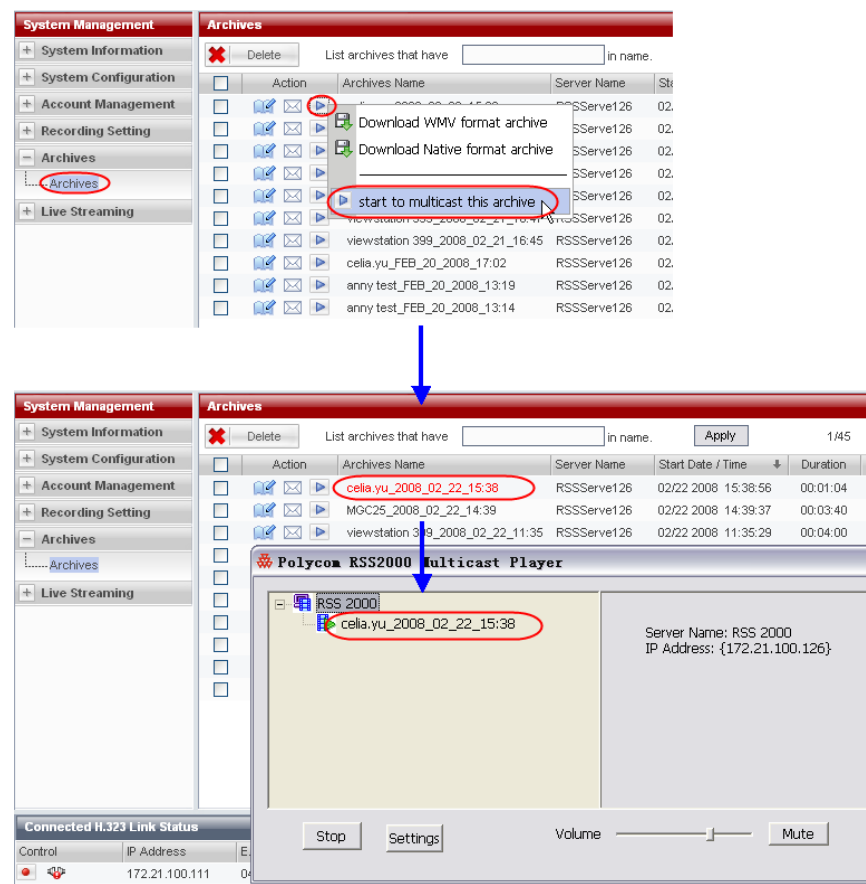 System Management Archives
System Information Delete List archives that have in name.
System Configuration Action Archives Name Server Name
Account Management
Recording Setting
Archives
Archives
Live Streaming
Download WMV format archive
Download Native format archive
start to multicast this archive
RSSServe126 02.
viewstation 399_2008_02_21_16:45 RSSServe126 02.
celia.yu_FEB_20_2008_17:02 RSSServe126 02.
anny test_FEB_20_2008_13:19 RSSServe126 02.
anny test_FEB_20_2008_13:14 RSSServe126 02.
System Management Archives
System Information Delete List archives that have in name. Apply 1/45
System Configuration Action Archives Name Server Name Start Date / Time Duration
Account Management celia.yu_2008_02_22_15:38 RSSServe126 02/22 2008 15:38:56 00:01:04
Recording Setting MGC25_2008_02_22_14:39 RSSServe126 02/22 2008 14:39:37 00:03:40
Archives viewstation 399_2008_02_22_11:35 RSSServe126 02/22 2008 11:35:29 00:04:00
Archives
Live Streaming
Polycom RSS2000 Multicast Player
RSS 2000
celia.yu_2008_02_22_15:38
Server Name: RSS 2000
IP Address: {172.21.100.126}
Stop Settings Volume Mute
Connected H.323 Link Status
Control IP Address E.
172.21.100.111